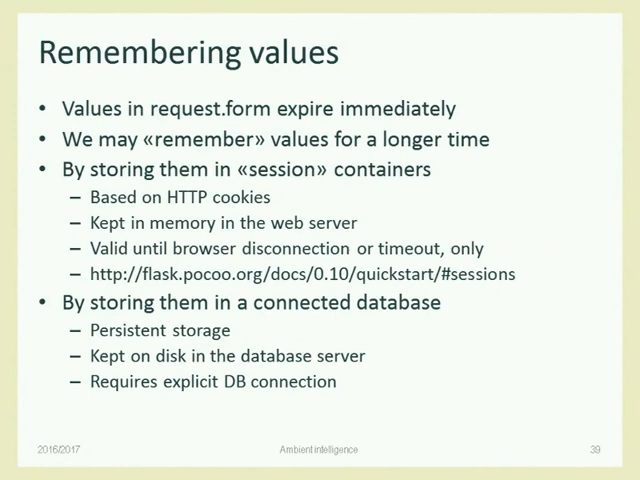 Remembering values
• Values in request.form expire immediately
• We may «remember» values for a longer time
• By storing them in «session» containers
– Based on HTTP cookies
– Kept in memory in the web server
– Valid until browser disconnection or timeout, only
– http://flask.pocoo.org/docs/0.10/quickstart/#sessions
• By storing them in a connected database
– Persistent storage
– Kept on disk in the database server
– Requires explicit DB connection
2016/2017 Ambient intelligence 39